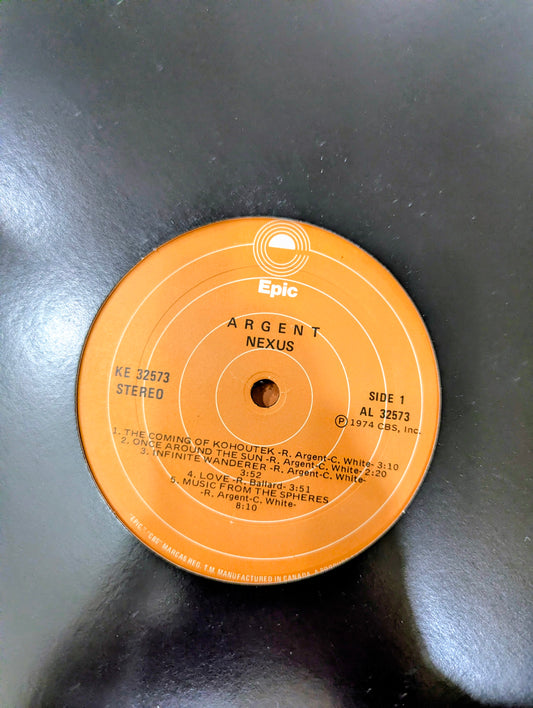 Epic
ARGENT
NEXUS
KE 32573
STEREO
SIDE 1
AL 32573
Ⓟ 1974 CBS, Inc.
1. THE COMING OF KOHOUTEK -R. Argent-C. White- 3:10
2. ONCE AROUND THE SUN -R. Argent-C. White- 2:20
3. INFINITE WANDERER -R. Argent-C. White-
3:52
4. LOVE -R. Ballard- 3:51
5. MUSIC FROM THE SPHERES
-R. Argent-C. White-
8:10
"EPIC," "CBS" MARCAS REG. T.M. MANUFACTURED IN CANADA